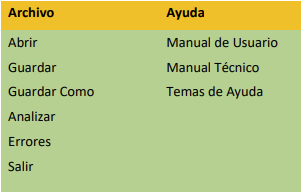 Archivo Ayuda
Abrir Manual de Usuario
Guardar Manual Técnico
Guardar Como Temas de Ayuda
Analizar
Errores
Salir